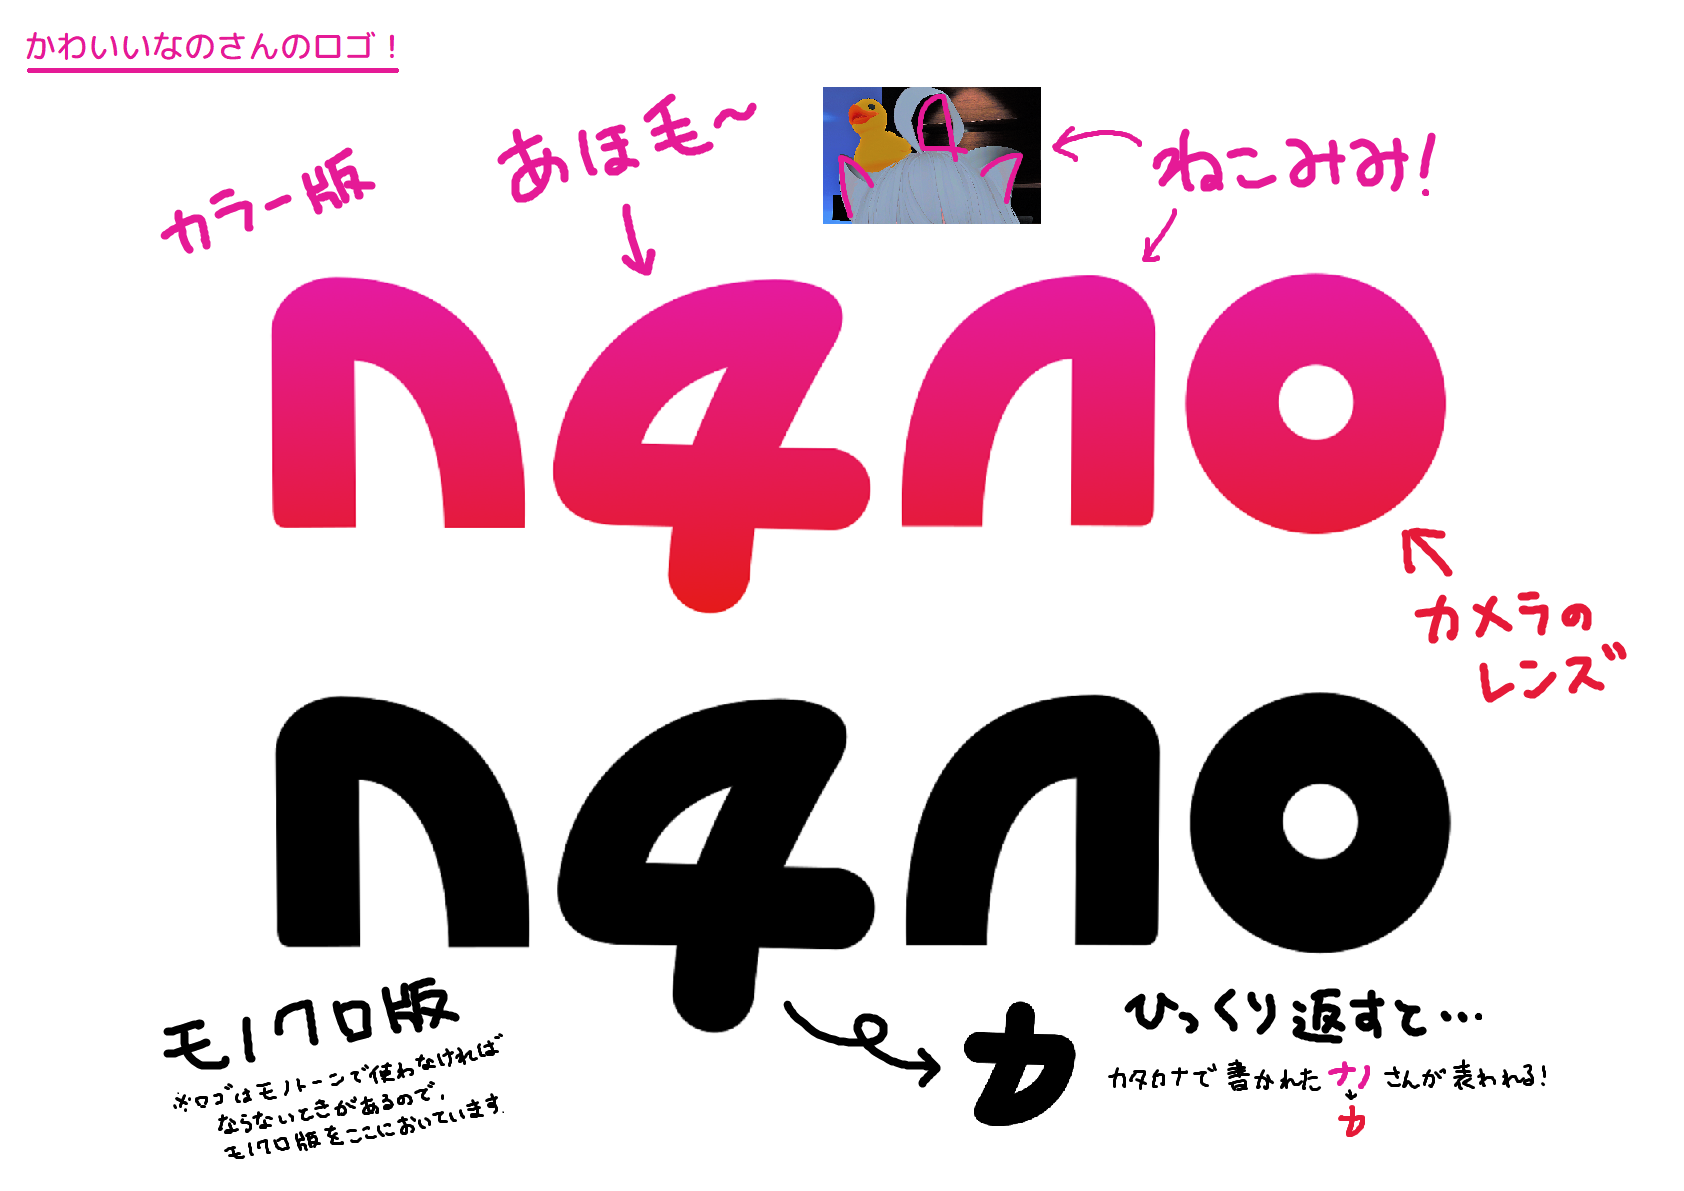 かわいいなのさんのロゴ！
カラー版
あほ毛〜
ねこみみ！
n4no
カメラの
レンズ
n4no
モノクロ版
※ロゴはモノトーンで使わなければ
ならないときがあるので、
モノクロ版をここにおいています.
ひっくり返すと…
カタカナで書かれたナノさんが表われる！